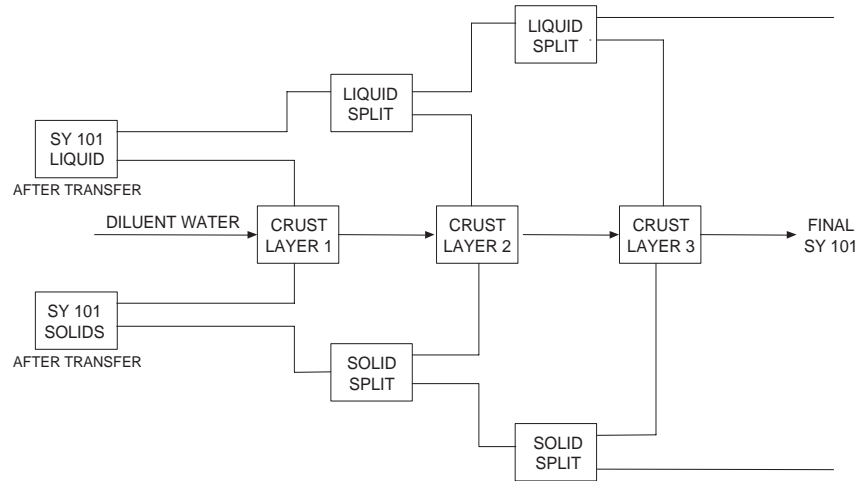 LIQUID
SPLIT
LIQUID
SPLIT
SY 101
LIQUID
AFTER TRANSFER
DILUENT WATER
CRUST
LAYER 1
CRUST
LAYER 2
CRUST
LAYER 3
FINAL
SY 101
SY 101
SOLIDS
AFTER TRANSFER
SOLID
SPLIT
SOLID
SPLIT